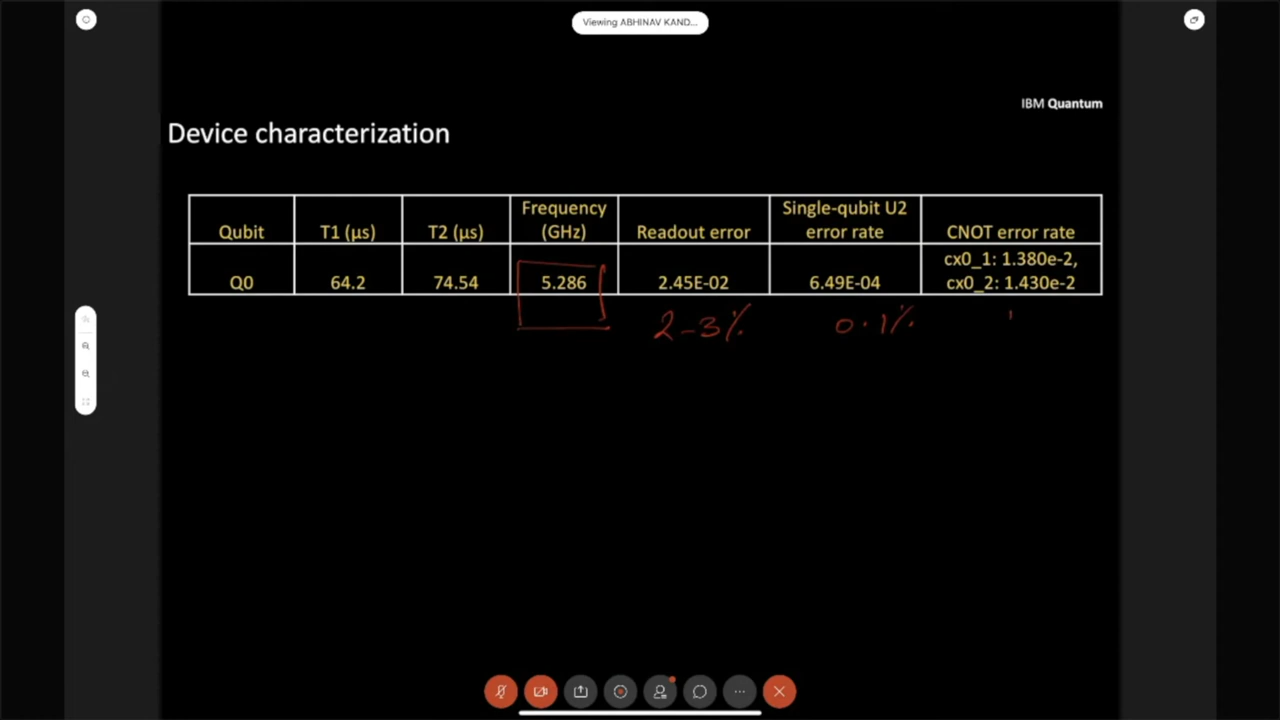 Viewing ABHINAV KAND...
IBM Quantum
Device characterization
Qubit T1 (μs) T2 (μs) Frequency (GHz) Readout error Single-qubit U2 error rate CNOT error rate
Q0 64.2 74.54 5.286 2.45E-02 6.49E-04 cx0_1: 1.380e-2, cx0_2: 1.430e-2
2-3% 0.1%